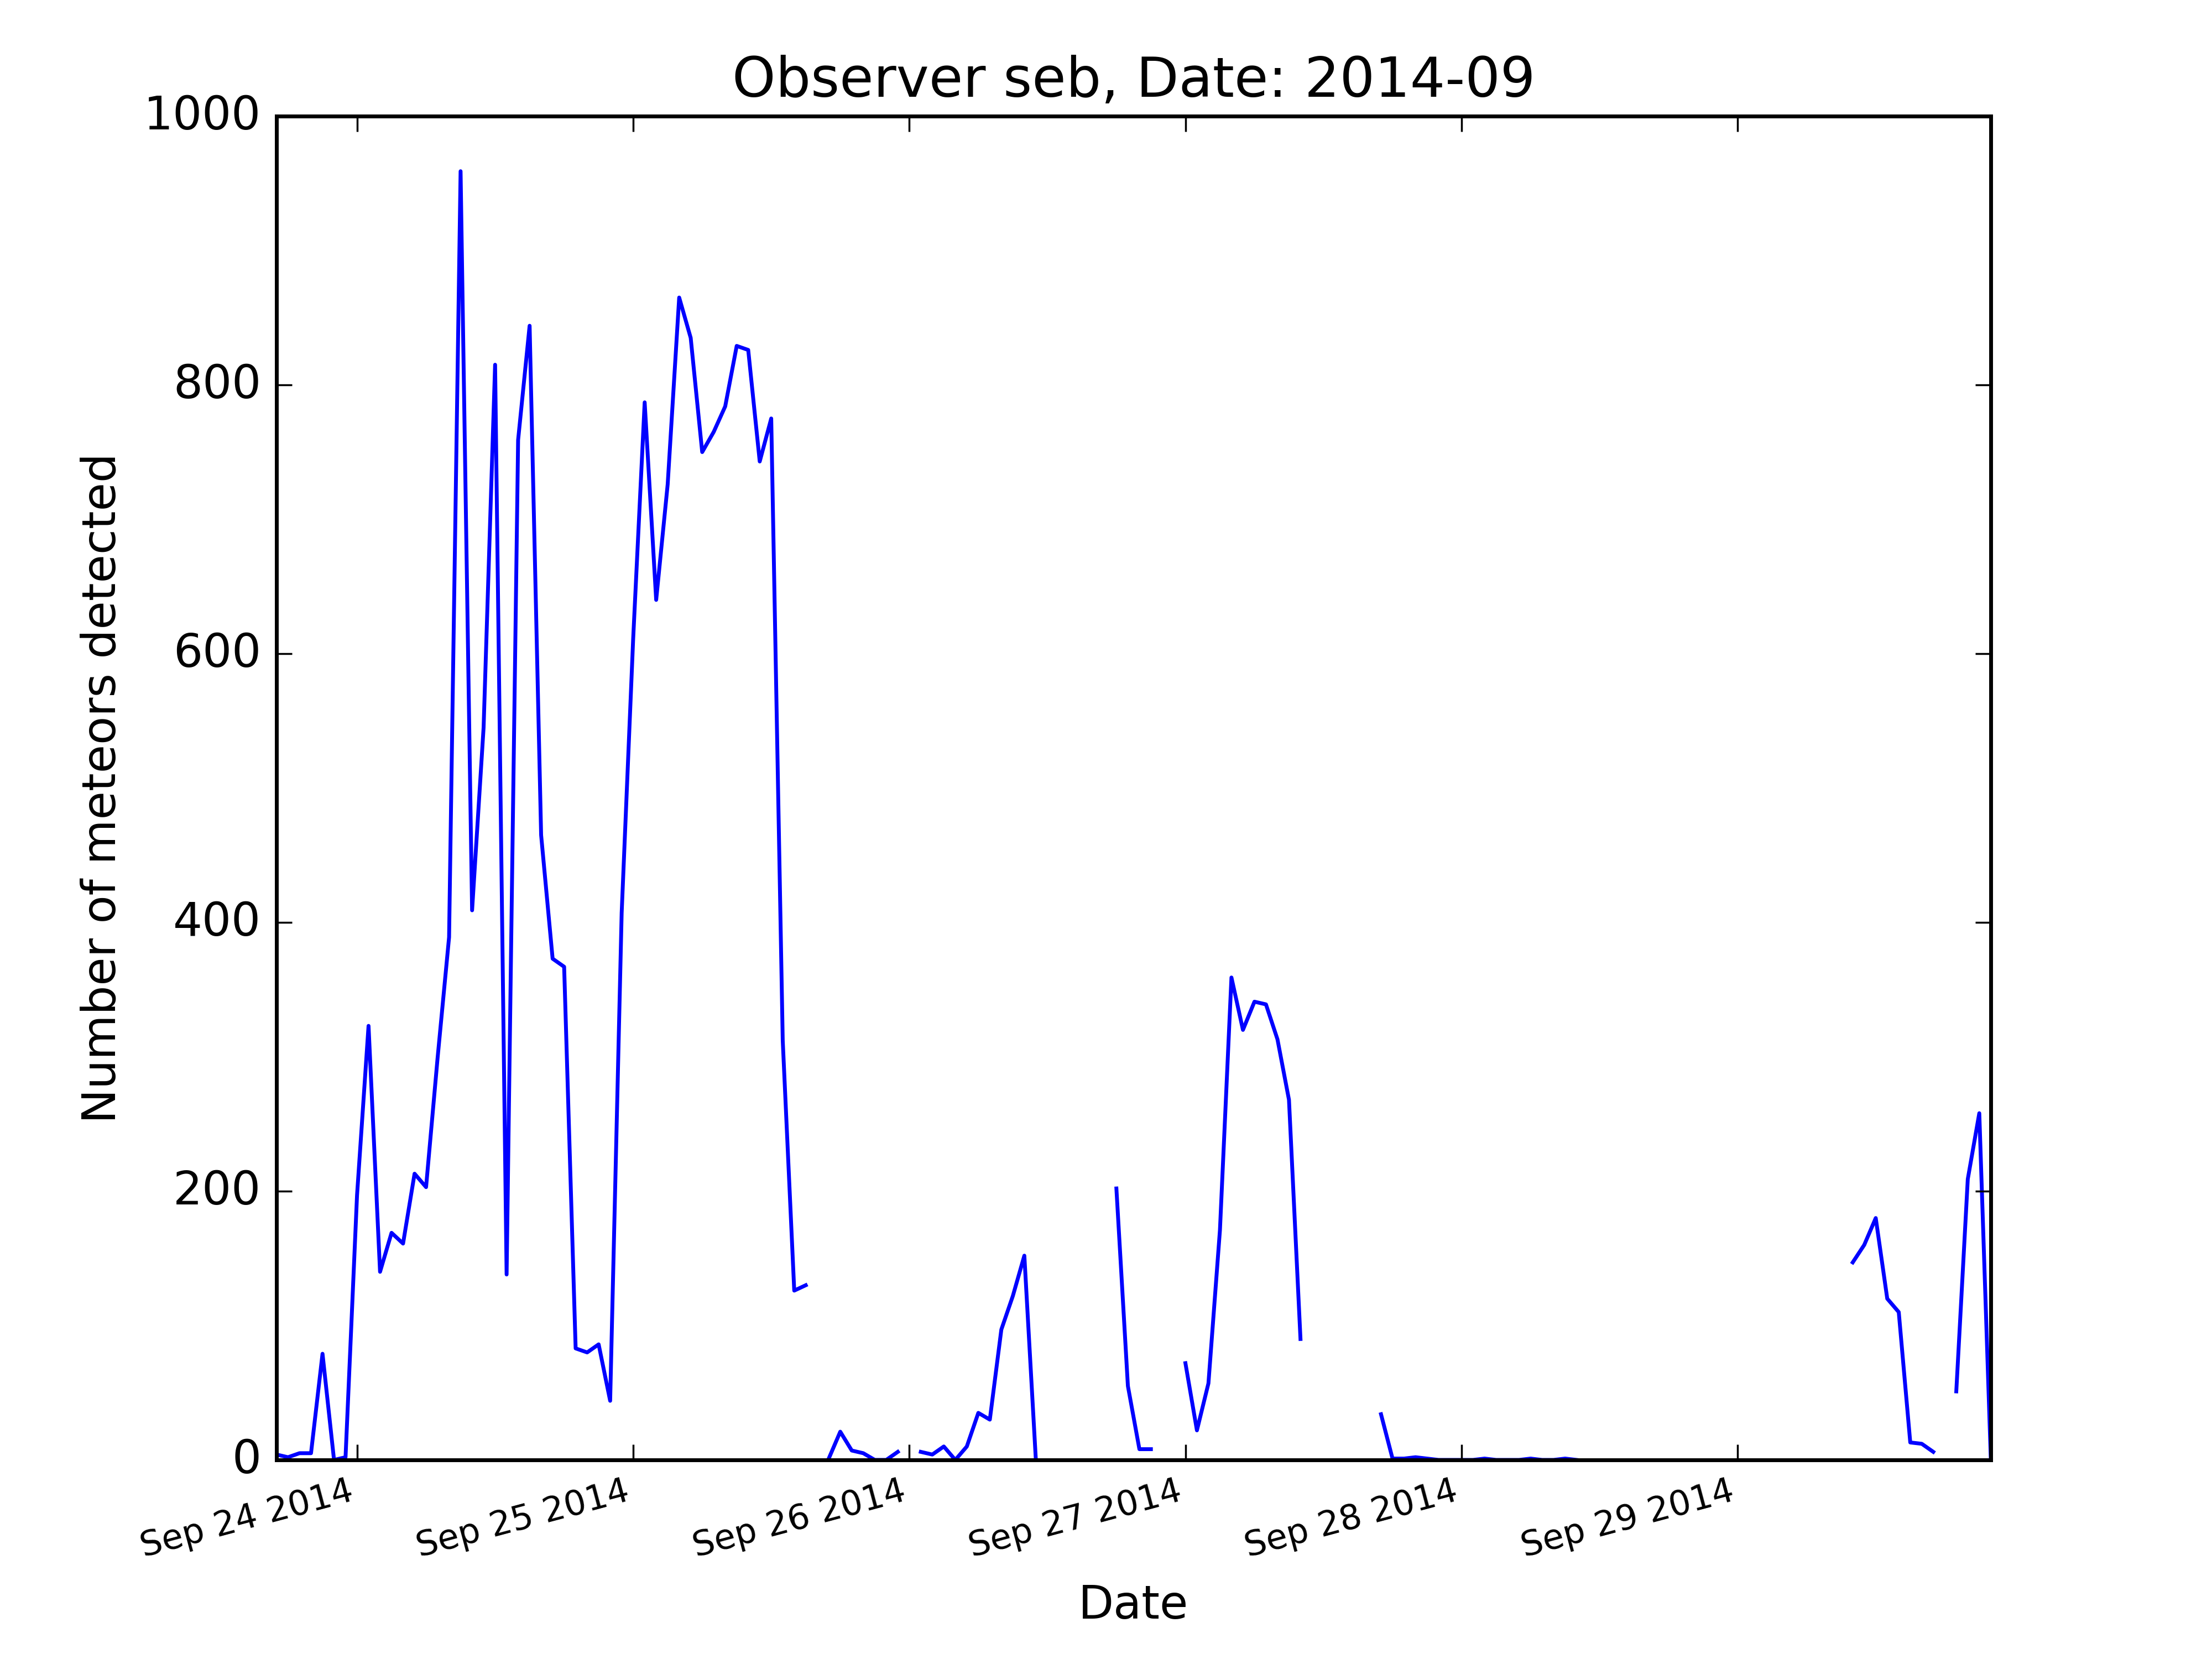 Observer seb, Date: 2014-09
Number of meteors detected
1000
800
600
400
200
0
Sep 24 2014
Sep 25 2014
Sep 26 2014
Sep 27 2014
Sep 28 2014
Sep 29 2014
Date